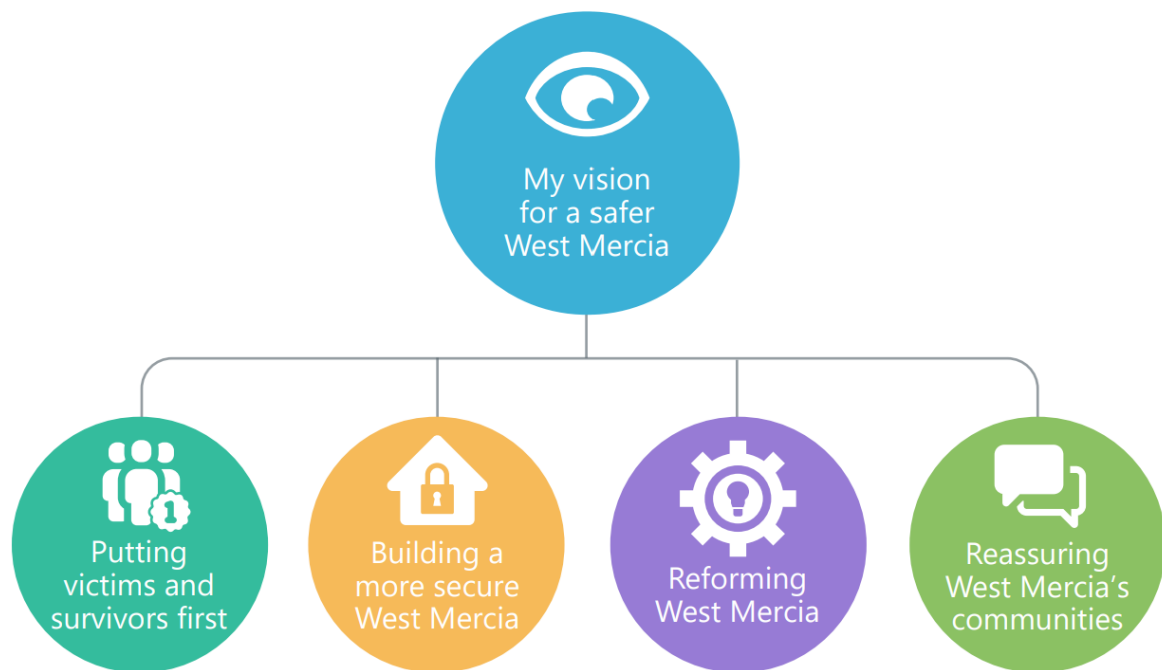 My vision
for a safer
West Mercia
1
Putting
victims and
survivors first
Building a
more secure
West Mercia
Reforming
West Mercia
Reassuring
West Mercia‘s
communities